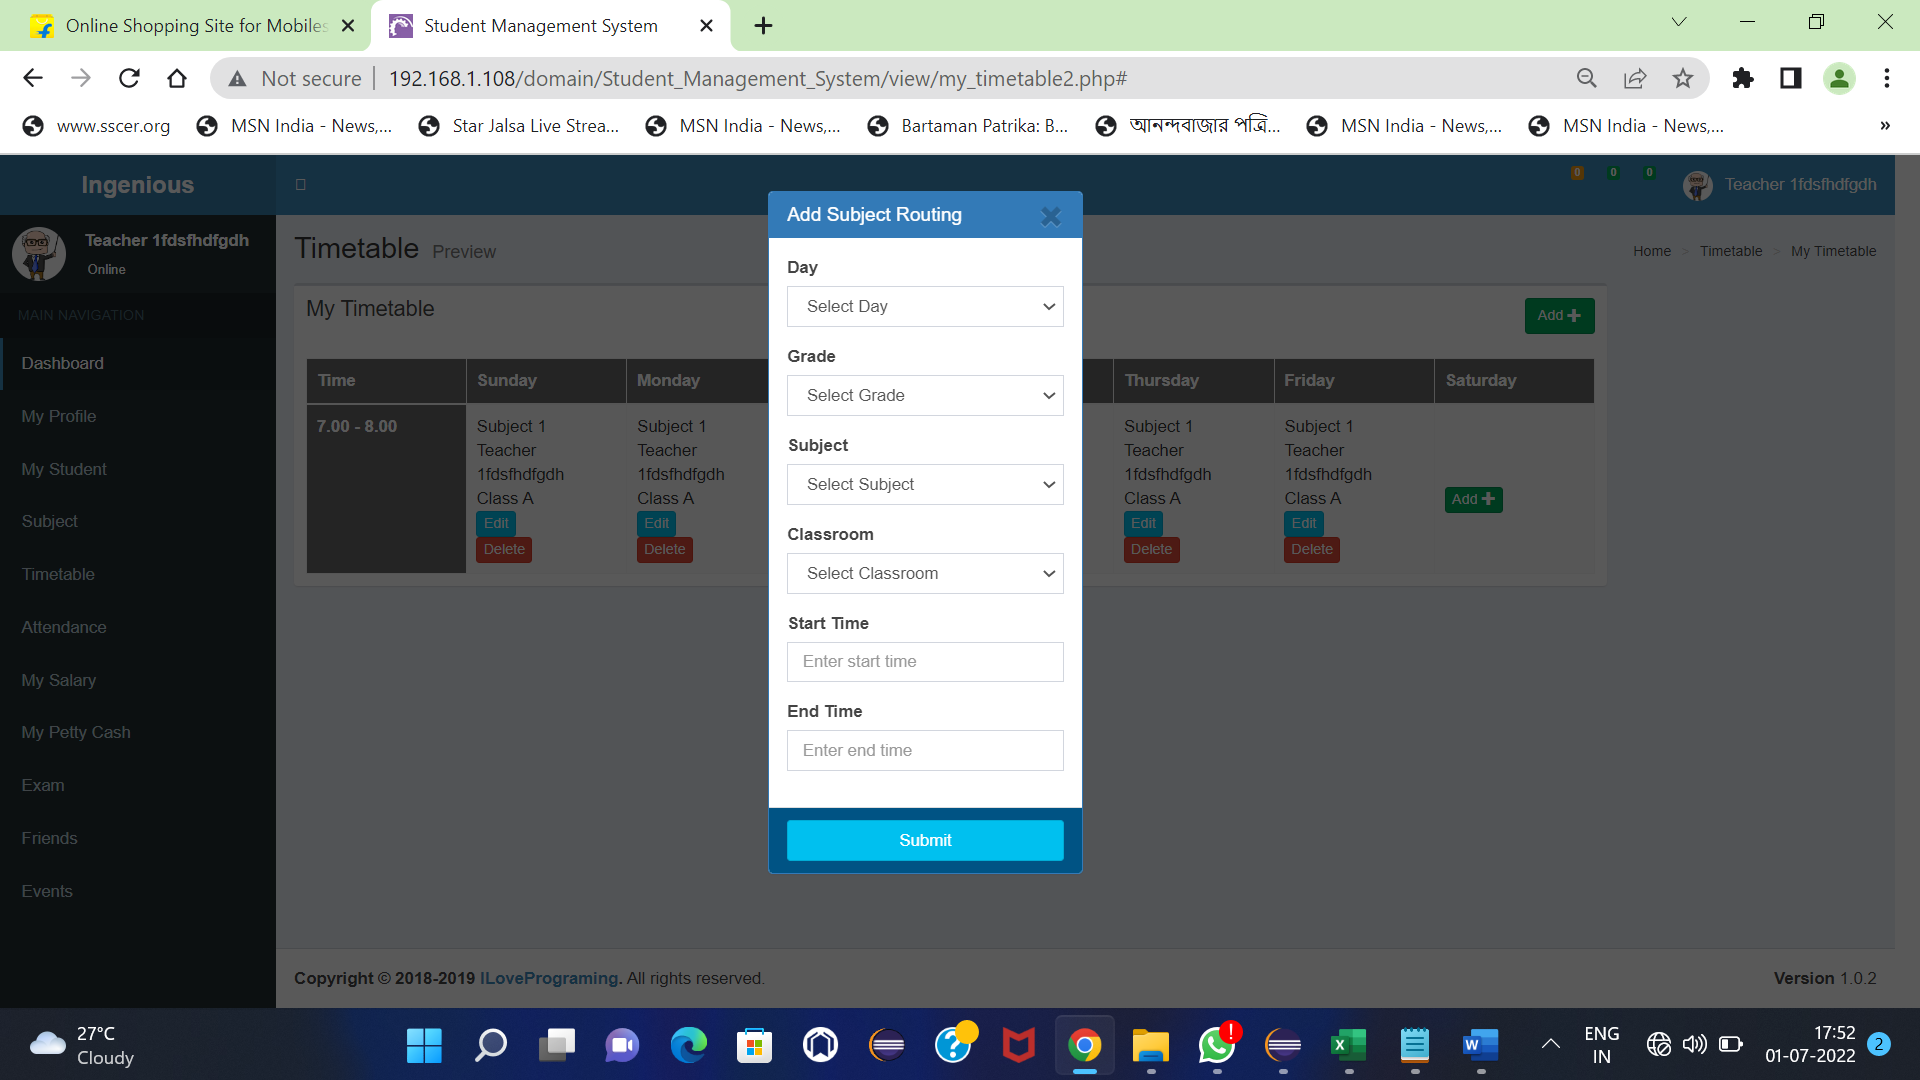 Online Shopping Site for Mobiles
Student Management System
Not secure
192.168.1.108/domain/Student_Management_System/view/my_timetable2.php#
www.sscer.org
MSN India - News,...
Star Jalsa Live Strea...
MSN India - News,...
Bartaman Patrika: B...
আনন্দবাজার পত্রি...
MSN India - News,...
MSN India - News,...
»
Ingenious
0
0
0
Teacher 1fdsfhdfgdh
Teacher 1fdsfhdfgdh
Online
MAIN NAVIGATION
Dashboard
My Profile
My Student
Subject
Timetable
Attendance
My Salary
My Petty Cash
Exam
Friends
Events
Timetable Preview
Home > Timetable > My Timetable
My Timetable
Add
Time Sunday Monday Thursday Friday Saturday
7.00 - 8.00
Subject 1
Teacher
1fdsfhdfgdh
Class A
Edit
Delete
Subject 1
Teacher
1fdsfhdfgdh
Class A
Edit
Delete
Subject 1
Teacher
1fdsfhdfgdh
Class A
Edit
Delete
Subject 1
Teacher
1fdsfhdfgdh
Class A
Edit
Delete
Add
Add Subject Routing
Day
Select Day
Grade
Select Grade
Subject
Select Subject
Classroom
Select Classroom
Start Time
Enter start time
End Time
Enter end time
Submit
Copyright © 2018-2019 ILovePrograming. All rights reserved.
Version 1.0.2
27°C
Cloudy
ENG
IN
17:52
01-07-2022
2